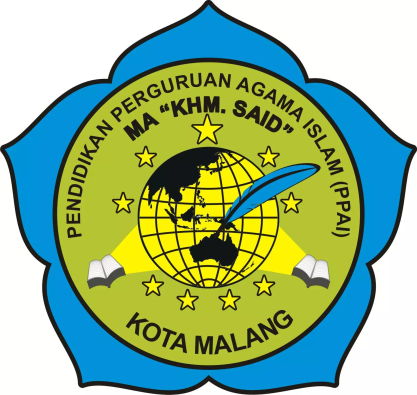 PENDIDIKAN PERGURUAN AGAMA ISLAM (PPAI)
MA "KHM. SAID"
KOTA MALANG